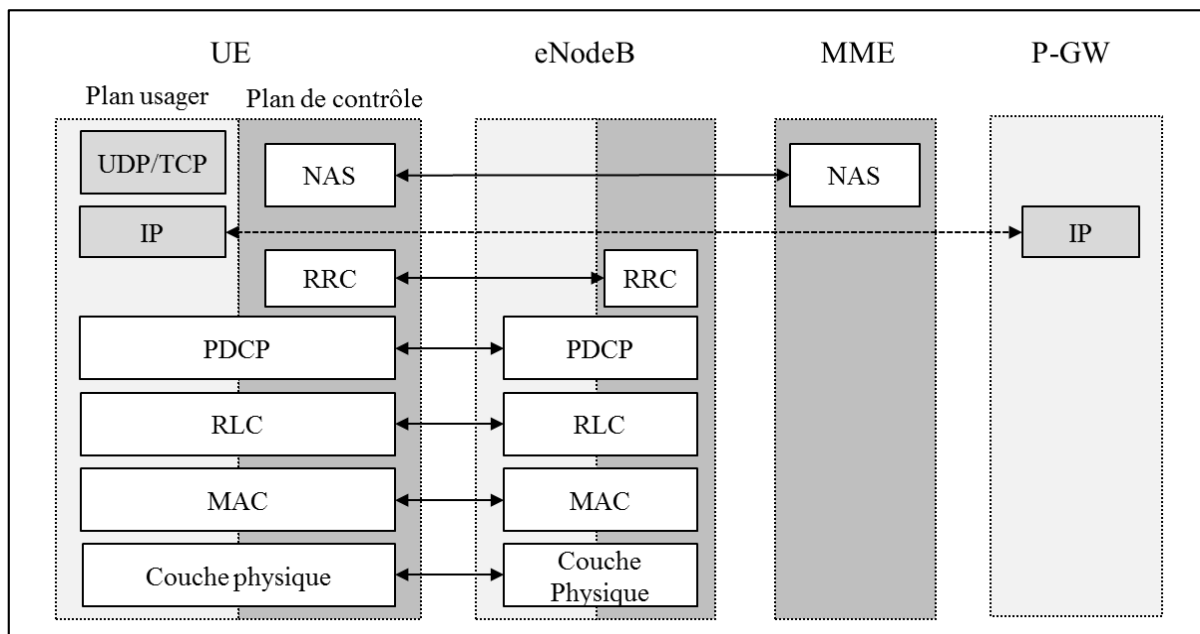 UE
eNodeB
MME
P-GW
Plan usager
Plan de contrôle
UDP/TCP
NAS
NAS
IP
IP
RRC
RRC
PDCP
PDCP
RLC
RLC
MAC
MAC
Couche physique
Couche
Physique